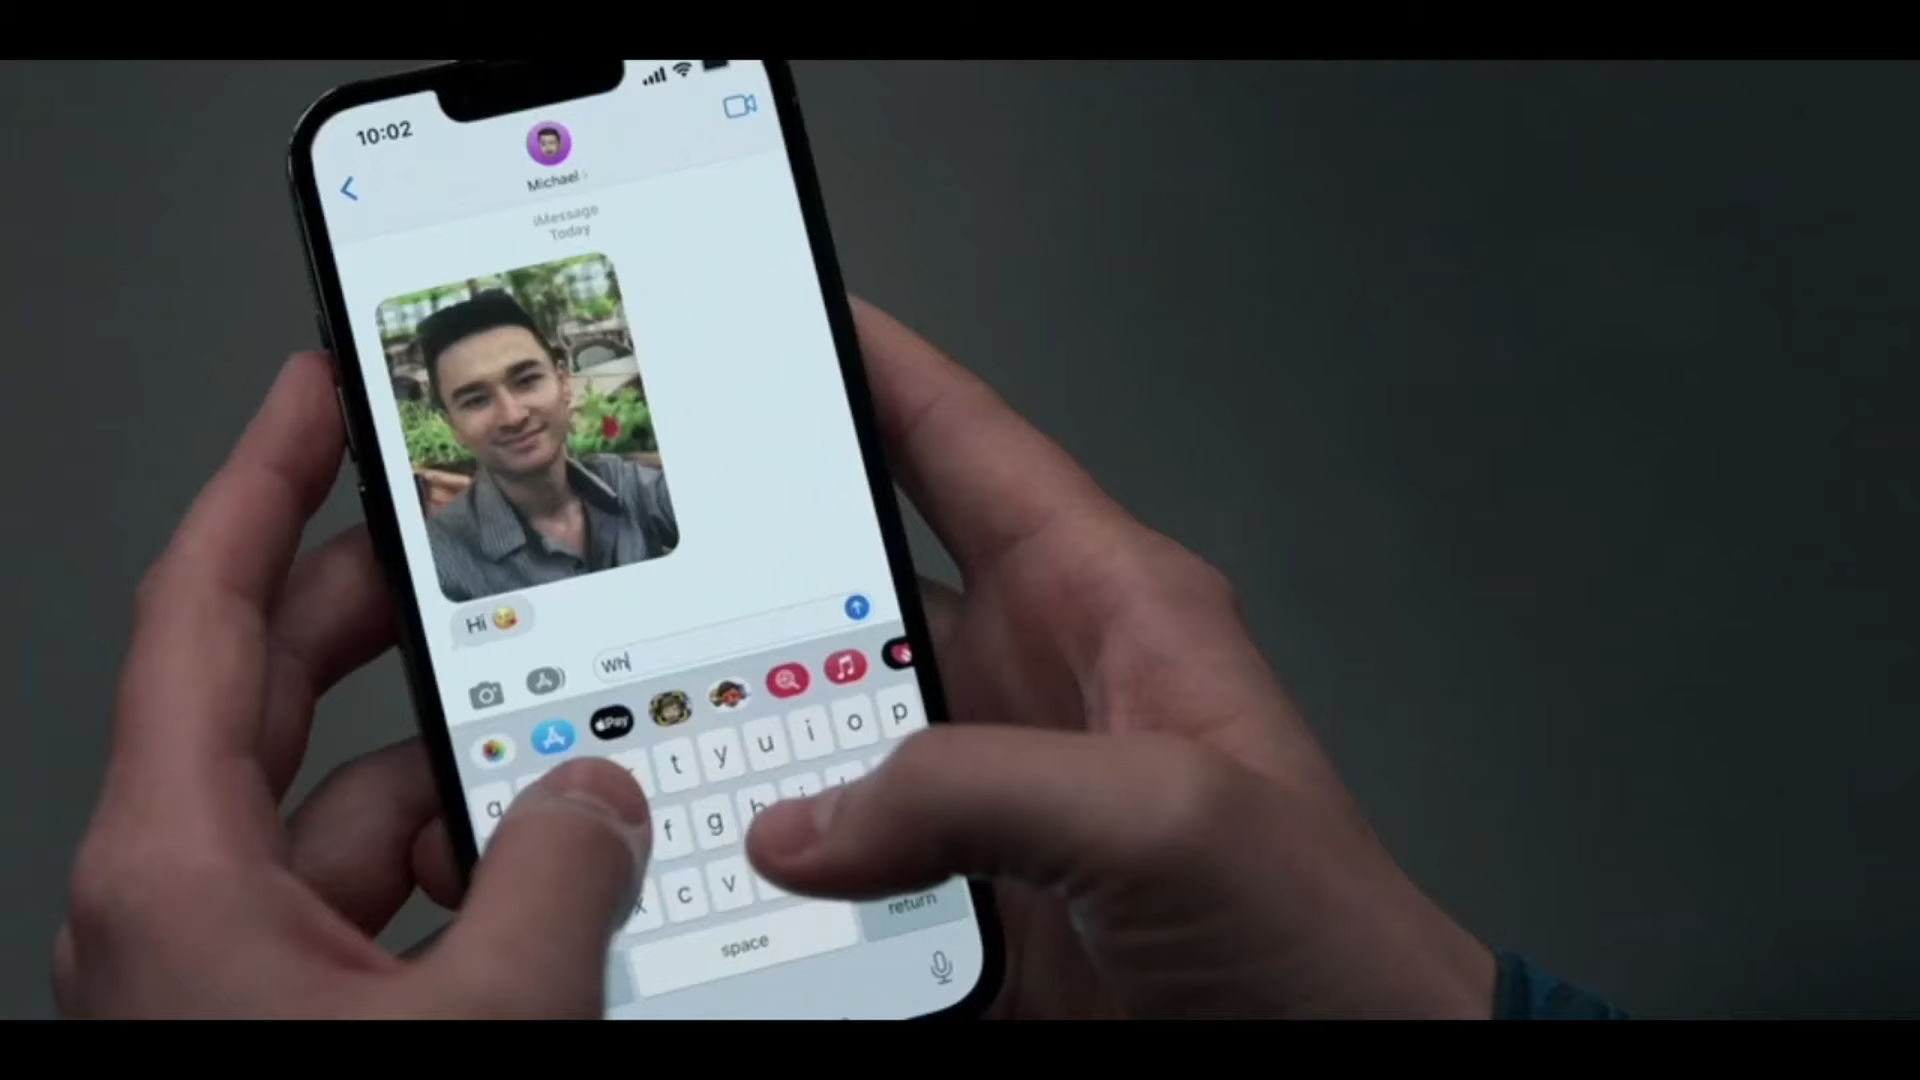 10:02
Michael
iMessage
Today
Hi
Wh
Pay
t y u i o p
q
f g h j
x c v
space
return